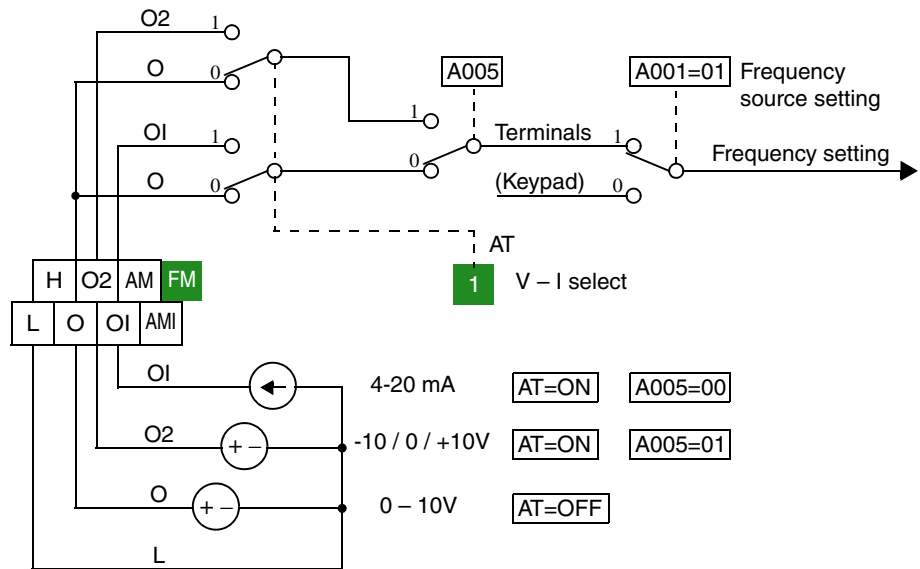 O2 1
O 0
A005
A001=01 Frequency
source setting
OI 1
1
Terminals 1
0
Frequency setting
O 0
(Keypad) 0
AT
H O2 AM FM
1 V – I select
L O OI AMI
OI 4-20 mA AT=ON A005=00
O2 + – -10 / 0 / +10V AT=ON A005=01
O + – 0 – 10V AT=OFF
L